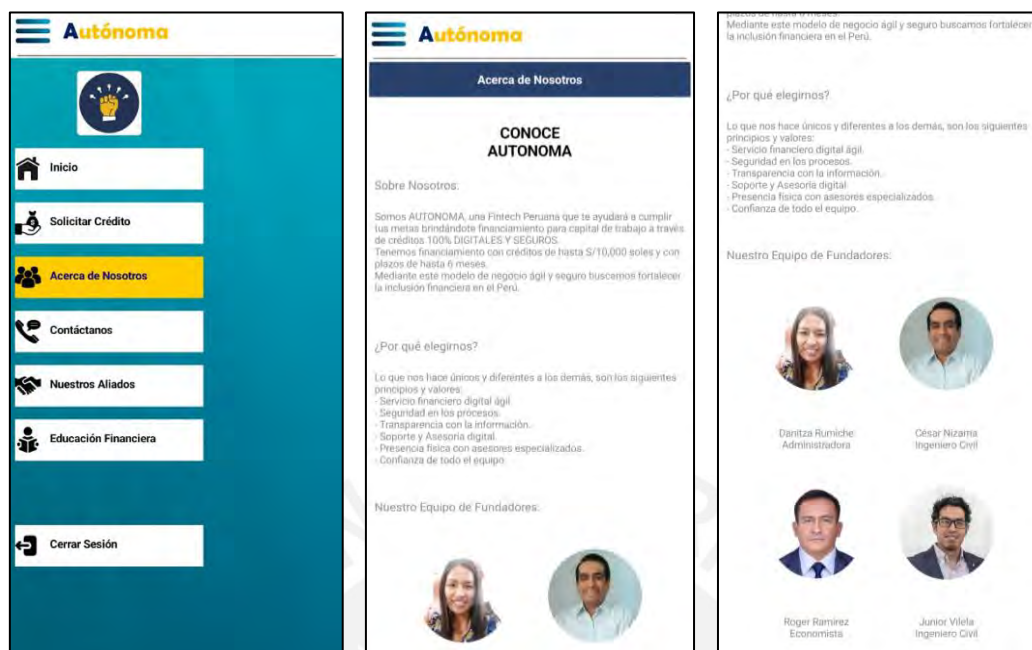 Autónoma
Inicio
Solicitar Crédito
Acerca de Nosotros
Contáctanos
Nuestros Aliados
Educación Financiera
Cerrar Sesión
Autónoma
Acerca de Nosotros
CONOCE
AUTONOMA
Sobre Nosotros:
Somos AUTONOMA, una Fintech Peruana que te ayudará a cumplir
tus metas brindándote financiamiento para capital de trabajo a través
de créditos 100% DIGITALES Y SEGUROS.
Tenemos financiamiento con créditos de hasta S/10,000 soles y con
plazos de hasta 6 meses.
Mediante este modelo de negocio ágil y seguro buscamos fortalecer
la inclusión financiera en el Perú.
¿Por qué elegirnos?
Lo que nos hace únicos y diferentes a los demás, son los siguientes
principios y valores:
- Servicio financiero digital ágil.
- Seguridad en los procesos.
- Transparencia con la información.
- Soporte y Asesoría digital.
- Presencia física con asesores especializados.
- Confianza de todo el equipo.
Nuestro Equipo de Fundadores:
plazos de hasta 6 meses.
Mediante este modelo de negocio ágil y seguro buscamos fortalecer
la inclusión financiera en el Perú.
¿Por qué elegirnos?
Lo que nos hace únicos y diferentes a los demás, son los siguientes
principios y valores:
- Servicio financiero digital ágil.
- Seguridad en los procesos.
- Transparencia con la información.
- Soporte y Asesoría digital
- Presencia física con asesores especializados.
- Confianza de todo el equipo.
Nuestro Equipo de Fundadores:
Danitza Rumiche
Administradora
César Nizama
Ingeniero Civil
Roger Ramirez
Economista
Junior Vilela
Ingeniero Civil